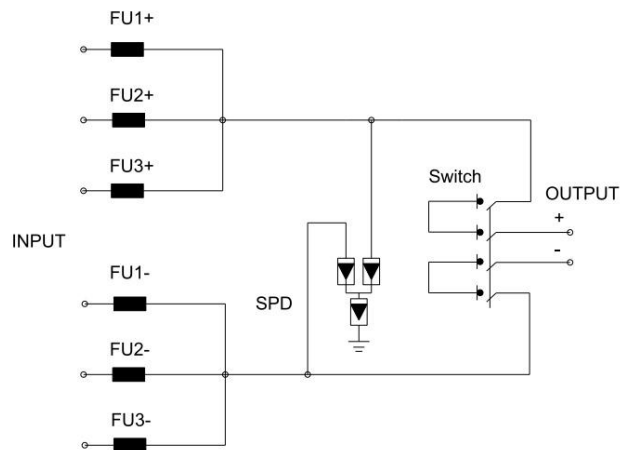 FU1+
FU2+
FU3+
Switch
OUTPUT
+
-
INPUT
FU1-
SPD
FU2-
FU3-